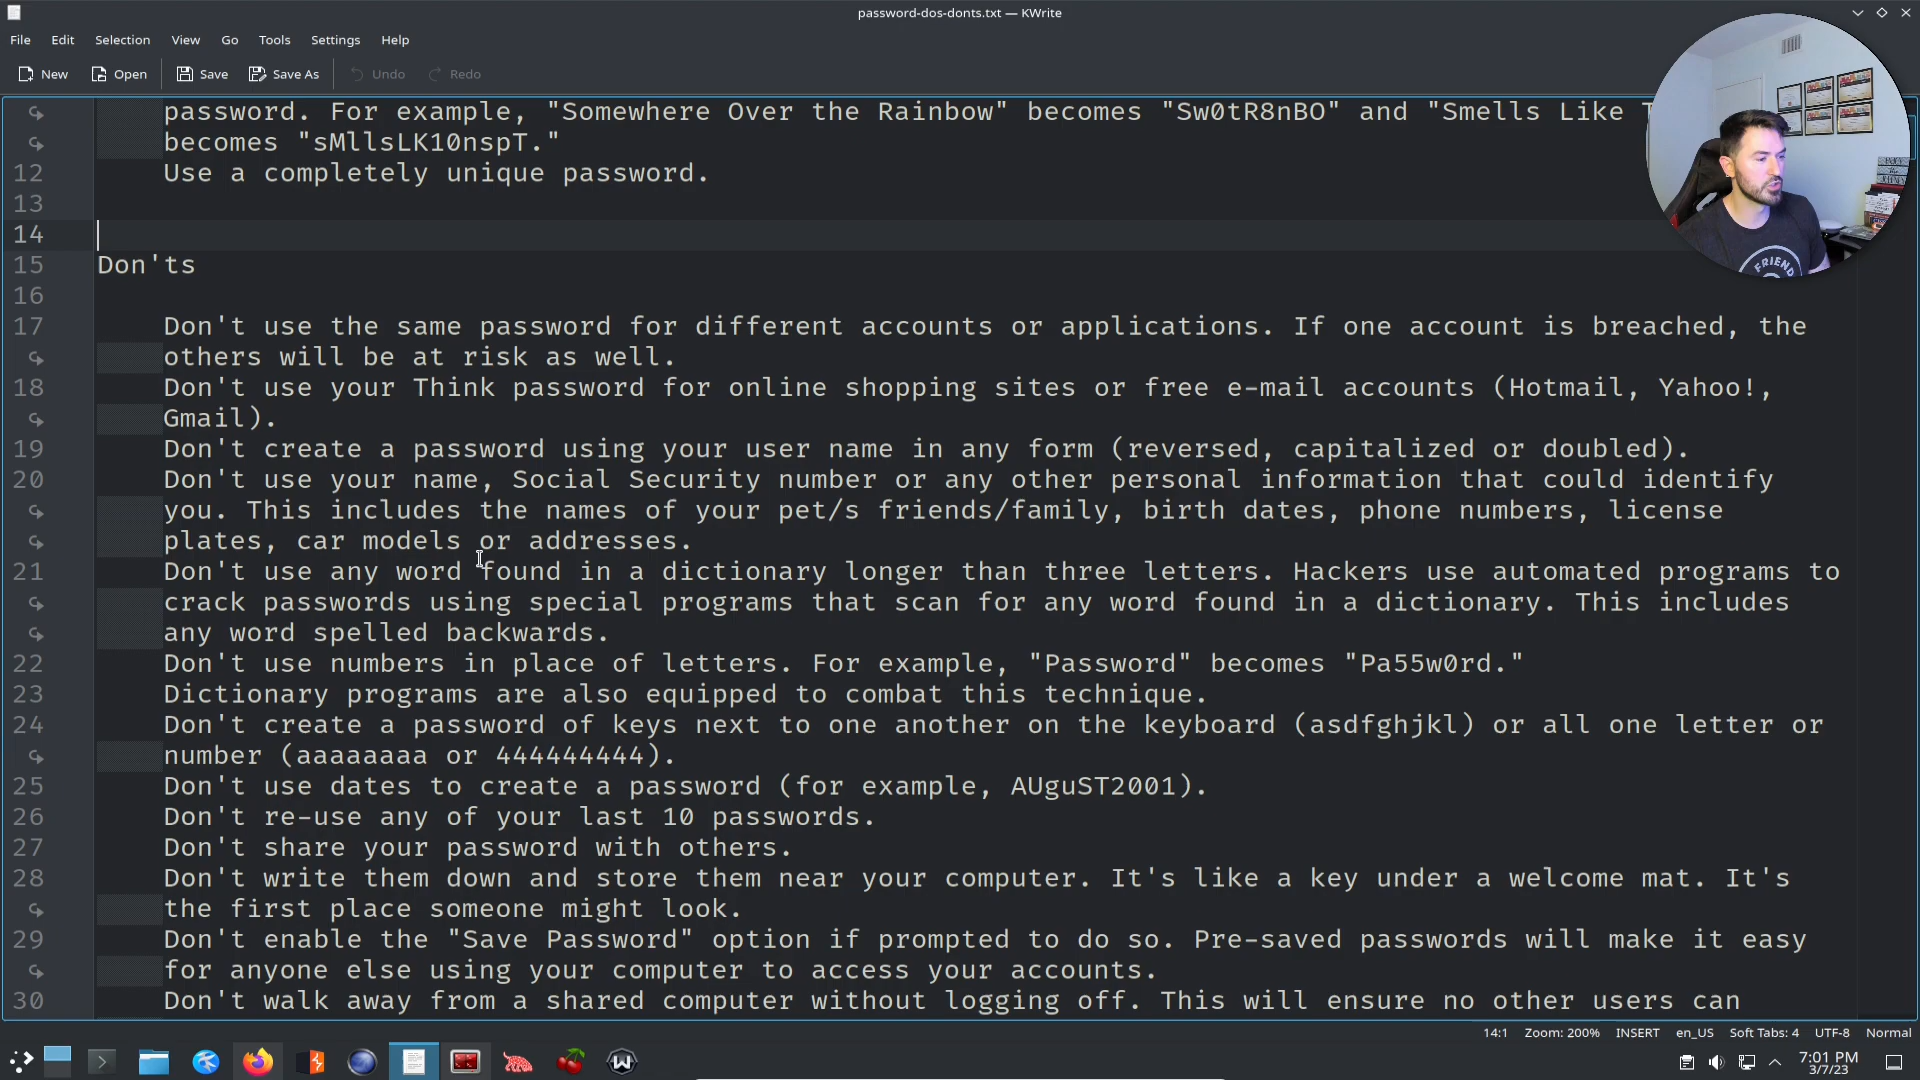 password-dos-donts.txt — KWrite
File Edit Selection View Go Tools Settings Help
New Open Save Save As Undo Redo
password. For example, "Somewhere Over the Rainbow" becomes "Sw0tR8nBO" and "Smells Like
becomes "sMllsLK10nspT."
12 Use a completely unique password.
13
14
15 Don'ts
16
17 Don't use the same password for different accounts or applications. If one account is breached, the
others will be at risk as well.
18 Don't use your Think password for online shopping sites or free e-mail accounts (Hotmail, Yahoo!,
Gmail).
19 Don't create a password using your user name in any form (reversed, capitalized or doubled).
20 Don't use your name, Social Security number or any other personal information that could identify
you. This includes the names of your pet/s friends/family, birth dates, phone numbers, license
plates, car models or addresses.
21 Don't use any word found in a dictionary longer than three letters. Hackers use automated programs to
crack passwords using special programs that scan for any word found in a dictionary. This includes
any word spelled backwards.
22 Don't use numbers in place of letters. For example, "Password" becomes "Pa55w0rd."
23 Dictionary programs are also equipped to combat this technique.
24 Don't create a password of keys next to one another on the keyboard (asdfghjkl) or all one letter or
number (aaaaaaaa or 444444444).
25 Don't use dates to create a password (for example, AUguST2001).
26 Don't re-use any of your last 10 passwords.
27 Don't share your password with others.
28 Don't write them down and store them near your computer. It's like a key under a welcome mat. It's
the first place someone might look.
29 Don't enable the "Save Password" option if prompted to do so. Pre-saved passwords will make it easy
for anyone else using your computer to access your accounts.
30 Don't walk away from a shared computer without logging off. This will ensure no other users can
14:1 Zoom: 200% INSERT en_US Soft Tabs: 4 UTF-8 Normal
7:01 PM
3/7/23
FRIEND